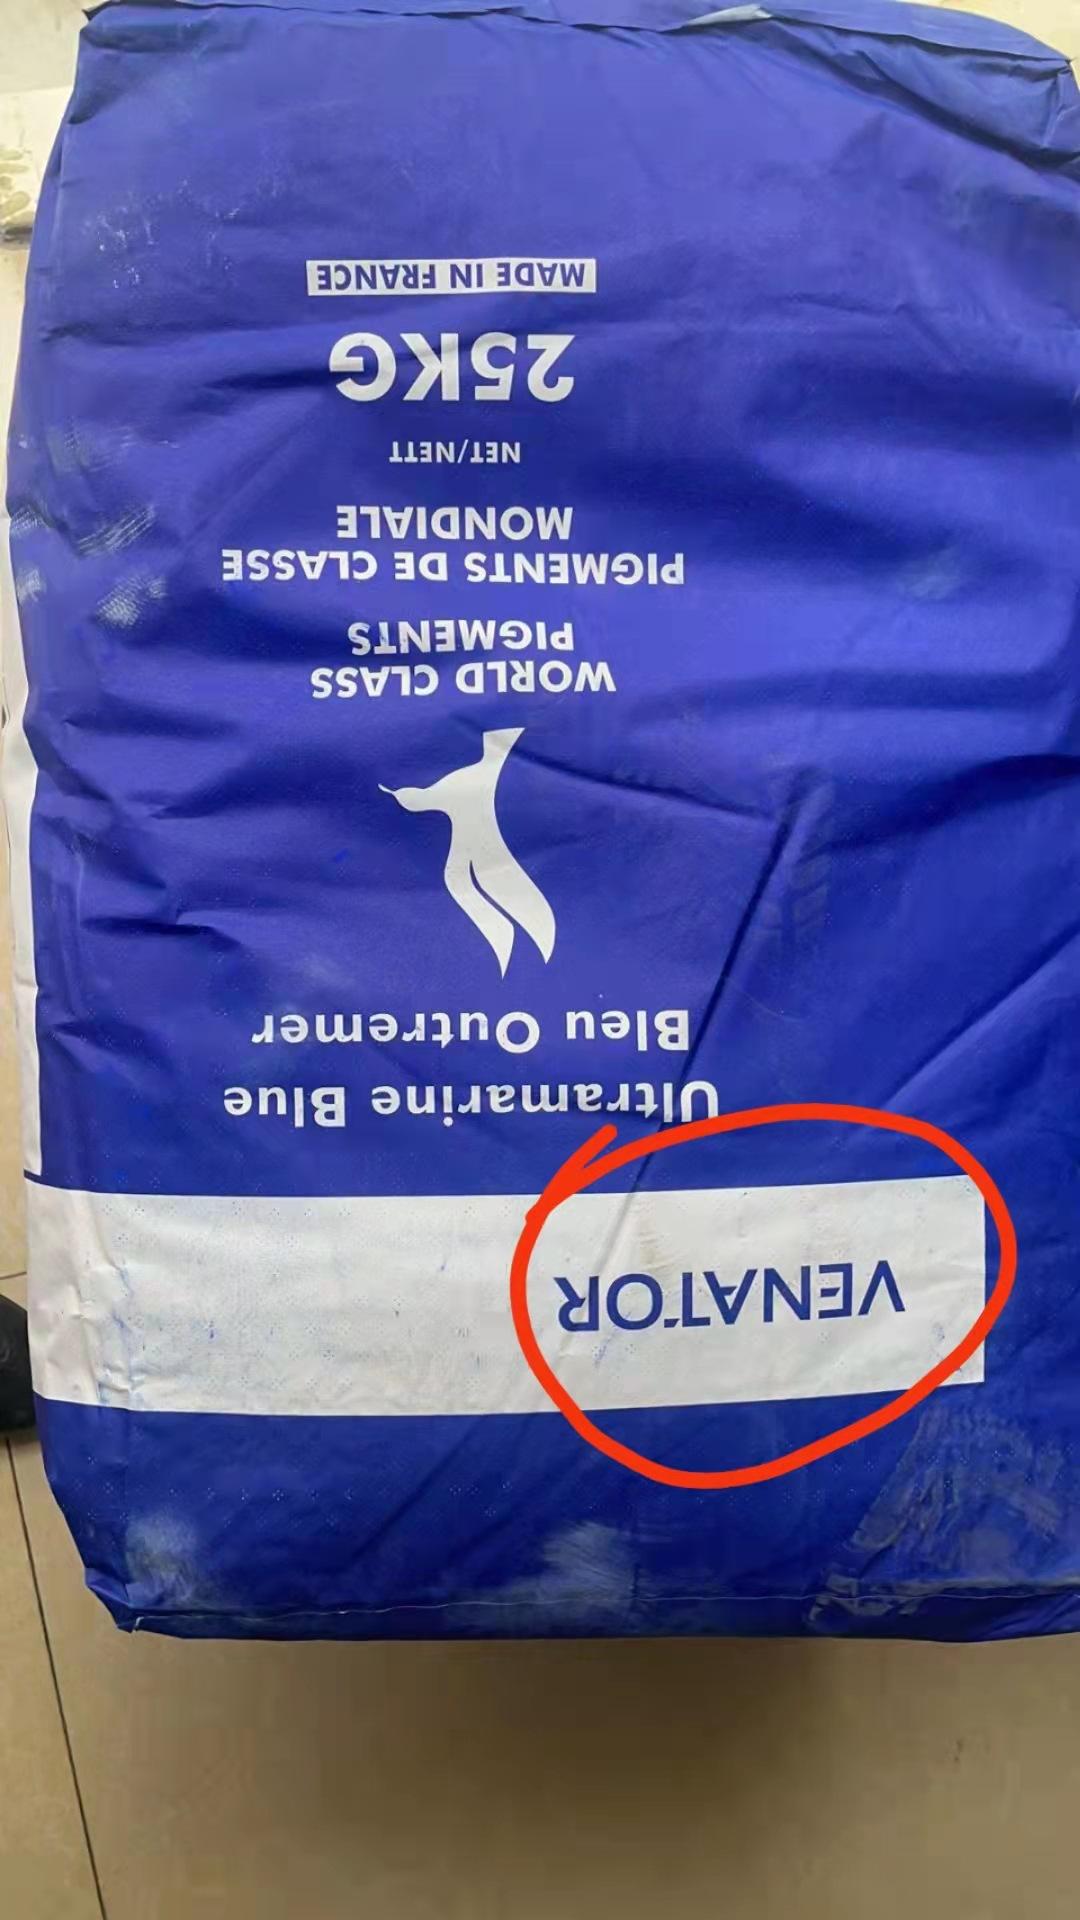 VENATOR
Ultramarine Blue
Bleu Outremer
WORLD CLASS
PIGMENTS
PIGMENTS DE CLASSE
MONDIALE
NET/NETT
25KG
MADE IN FRANCE